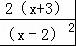 2 (x+3)
(x - 2) ²